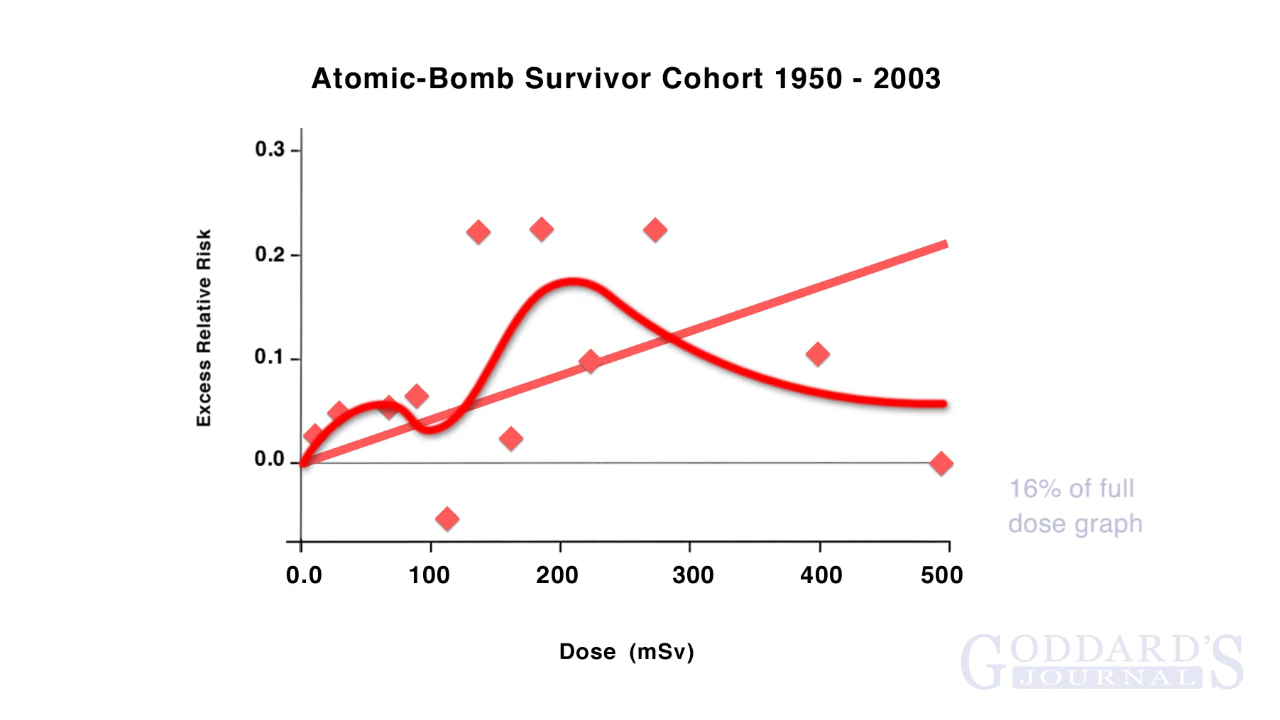 Atomic-Bomb Survivor Cohort 1950 - 2003
0.3
0.2
0.1
0.0
Excess Relative Risk
0.0 100 200 300 400 500
Dose (mSv)
16% of full
dose graph
GODDARD'S
JOURNAL